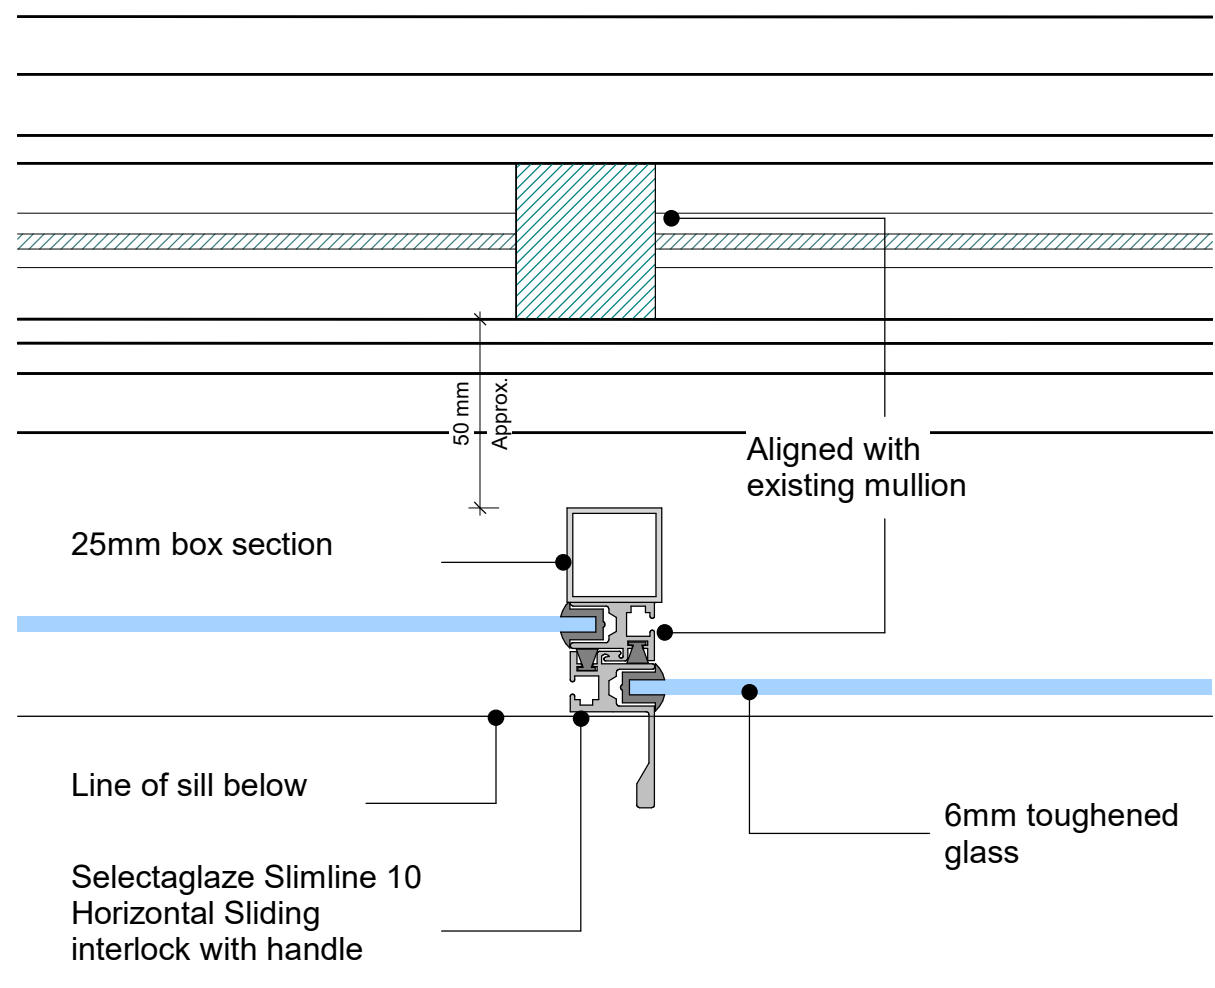 50 mm
Approx.
Aligned with
existing mullion
25mm box section
Line of sill below
6mm toughened
glass
Selectaglaze Slimline 10
Horizontal Sliding
interlock with handle